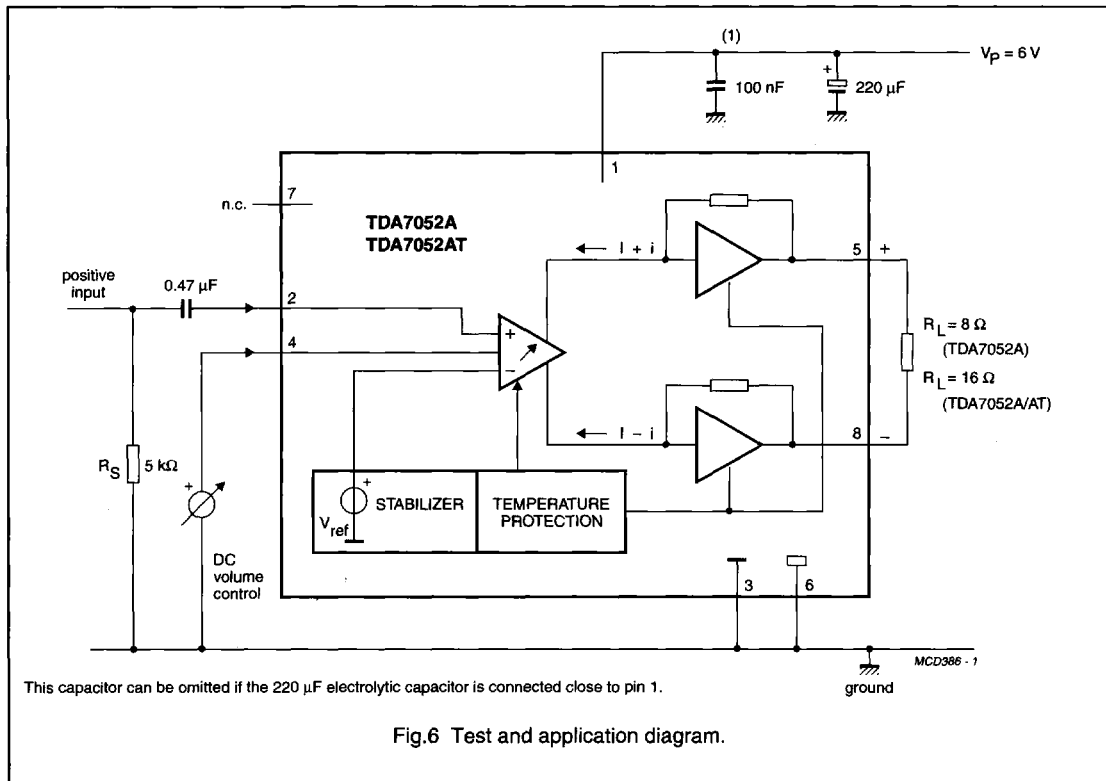 (1)
V_P = 6 V
+
100 nF
220 μF
1
7
n.c.
TDA7052A
TDA7052AT
I + i
5
+
positive
input
0.47 μF
2
+
4
−
R_L = 8 Ω
(TDA7052A)
R_L = 16 Ω
(TDA7052A/AT)
I − i
8
−
R_S
5 kΩ
+
+
STABILIZER
V_ref
TEMPERATURE
PROTECTION
DC
volume
control
3
6
MCD386 - 1
This capacitor can be omitted if the 220 μF electrolytic capacitor is connected close to pin 1.
ground
Fig.6 Test and application diagram.